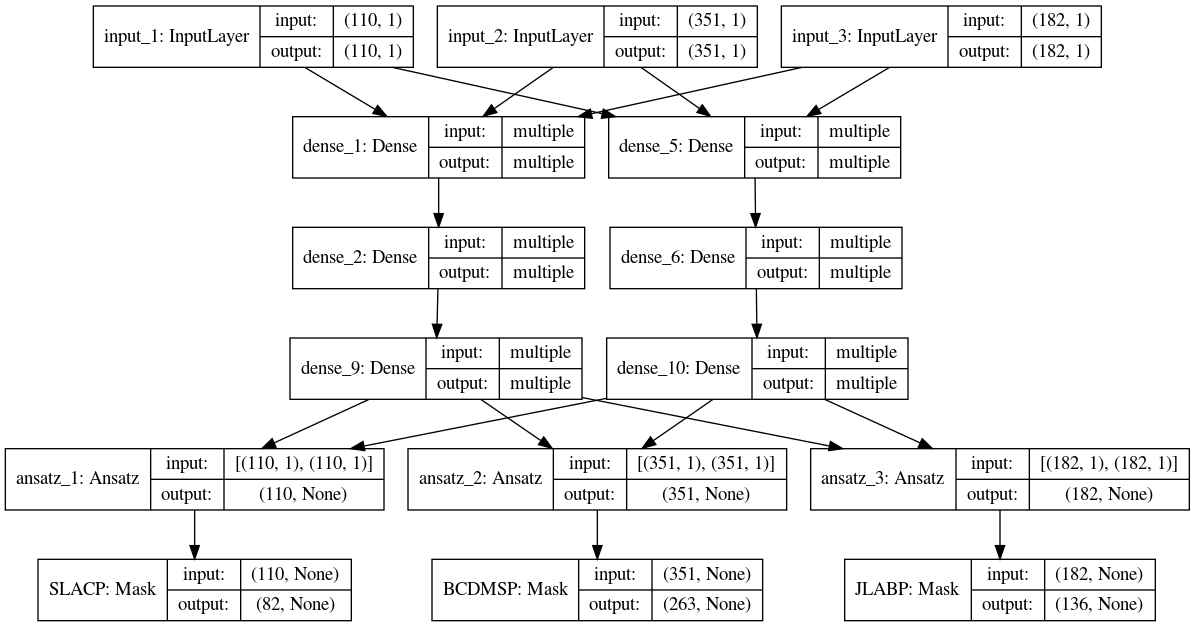 input_1: InputLayer input: (110, 1) output: (110, 1)
input_2: InputLayer input: (351, 1) output: (351, 1)
input_3: InputLayer input: (182, 1) output: (182, 1)
dense_1: Dense input: multiple output: multiple
dense_5: Dense input: multiple output: multiple
dense_2: Dense input: multiple output: multiple
dense_6: Dense input: multiple output: multiple
dense_9: Dense input: multiple output: multiple
dense_10: Dense input: multiple output: multiple
ansatz_1: Ansatz input: [(110, 1), (110, 1)] output: (110, None)
ansatz_2: Ansatz input: [(351, 1), (351, 1)] output: (351, None)
ansatz_3: Ansatz input: [(182, 1), (182, 1)] output: (182, None)
SLACP: Mask input: (110, None) output: (82, None)
BCDMSP: Mask input: (351, None) output: (263, None)
JLABP: Mask input: (182, None) output: (136, None)